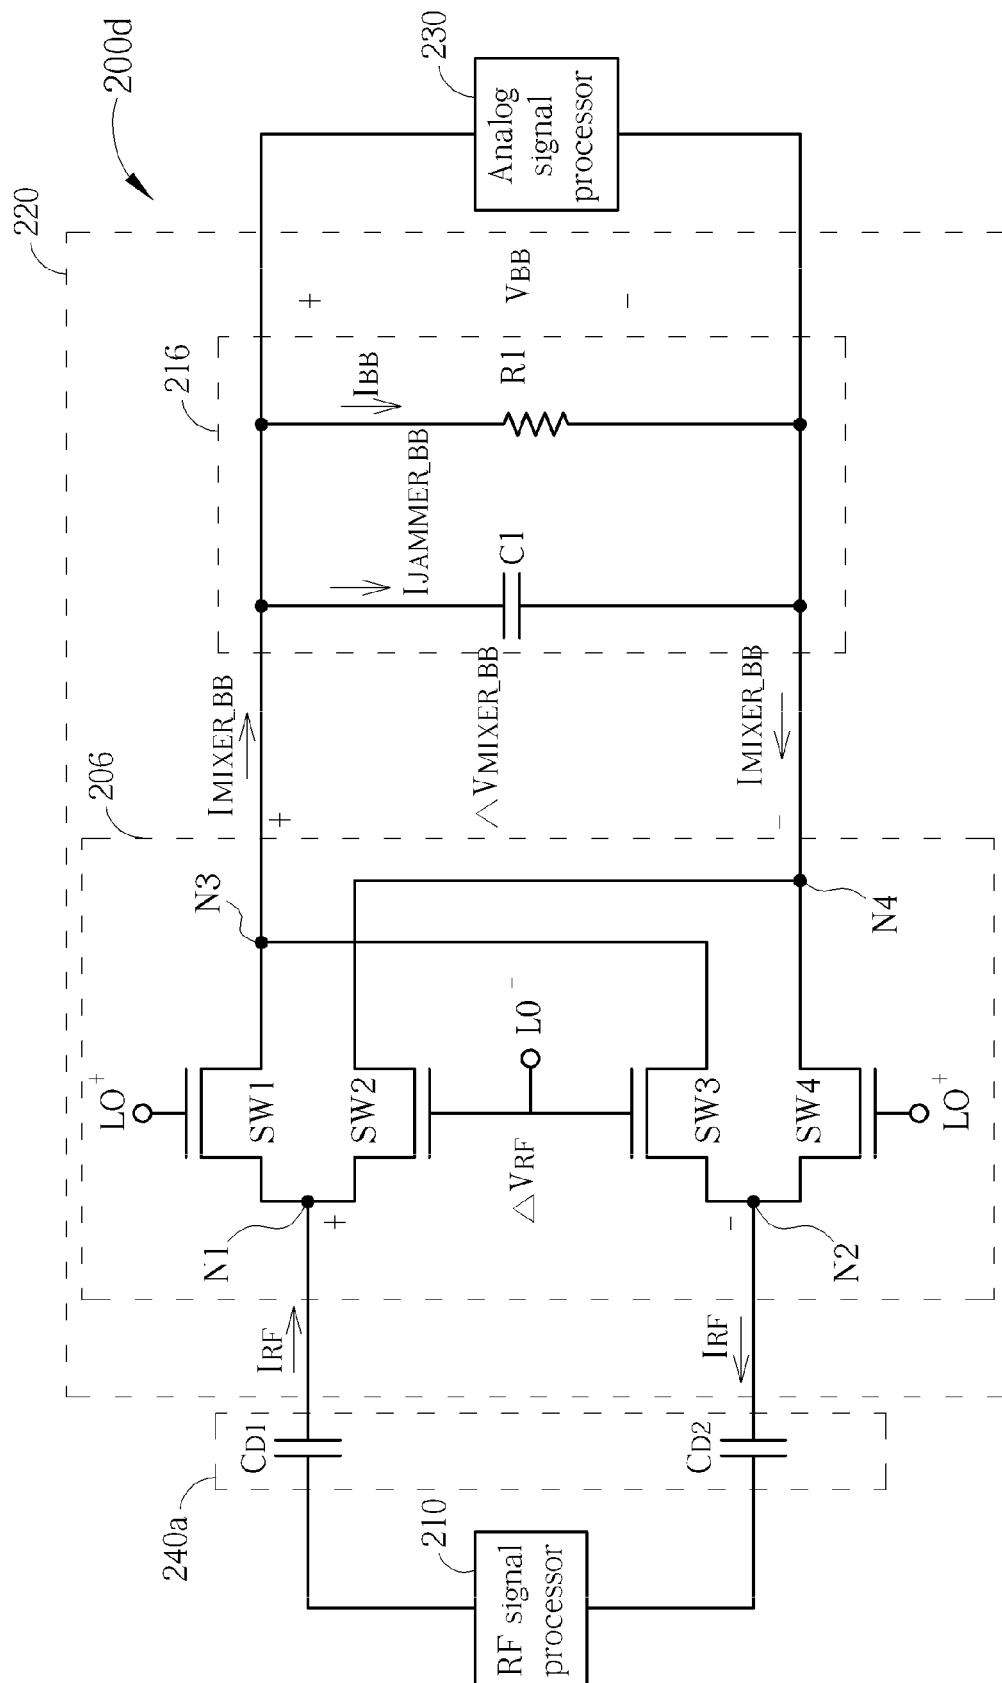 200d
220
216
206
240a
210
230
RF signal
processor
CD1
CD2
IRF
IRF
N1
N2
+
-
△VRF
LO+
LO-
LO+
SW1
SW2
SW3
SW4
N3
N4
IMIXER_BB
+
△VMIXER_BB
-
IMIXER_BB
IJAMMER_BB
C1
IBB
R1
+
VBB
-
Analog
signal
processor